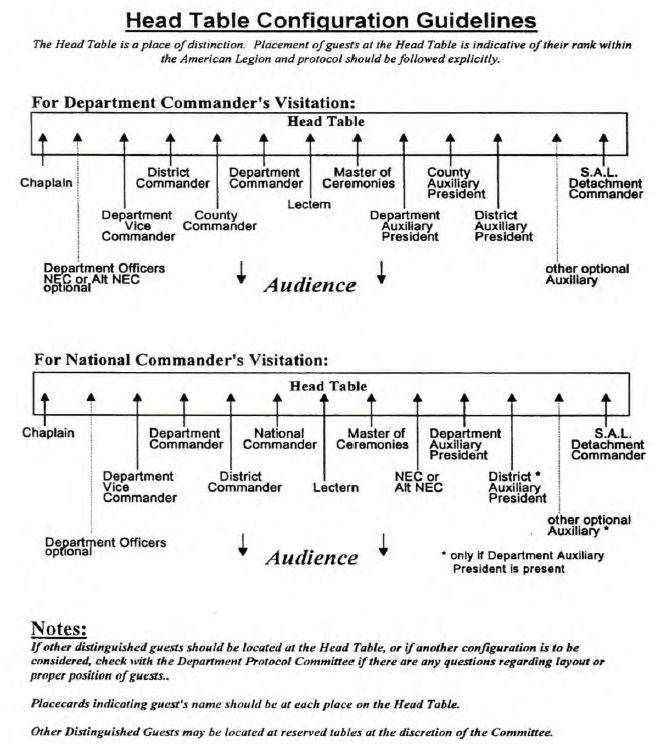 Head Table Configuration Guidelines
The Head Table is a place of distinction. Placement of guests at the Head Table is indicative of their rank within
the American Legion and protocol should be followed explicitly.
For Department Commander's Visitation:
Head Table
Chaplain
Department Officers
NEC or Alt NEC
optional
Department
Vice
Commander
District
Commander
County
Commander
Department
Commander
Lectern
Master of
Ceremonies
Department
Auxiliary
President
County
Auxiliary
President
District
Auxiliary
President
other optional
Auxiliary
S.A.L.
Detachment
Commander
Audience
For National Commander's Visitation:
Head Table
Chaplain
Department Officers
optional
Department
Vice
Commander
Department
Commander
District
Commander
National
Commander
Lectern
Master of
Ceremonies
NEC or
Alt NEC
Department
Auxiliary
President
District *
Auxiliary
President
other optional
Auxiliary *
S.A.L.
Detachment
Commander
Audience
* only if Department Auxiliary
President is present
Notes:
If other distinguished guests should be located at the Head Table, or if another configuration is to be
considered, check with the Department Protocol Committee if there are any questions regarding layout or
proper position of guests..
Placecards indicating guest's name should be at each place on the Head Table.
Other Distinguished Guests may be located at reserved tables at the discretion of the Committee.